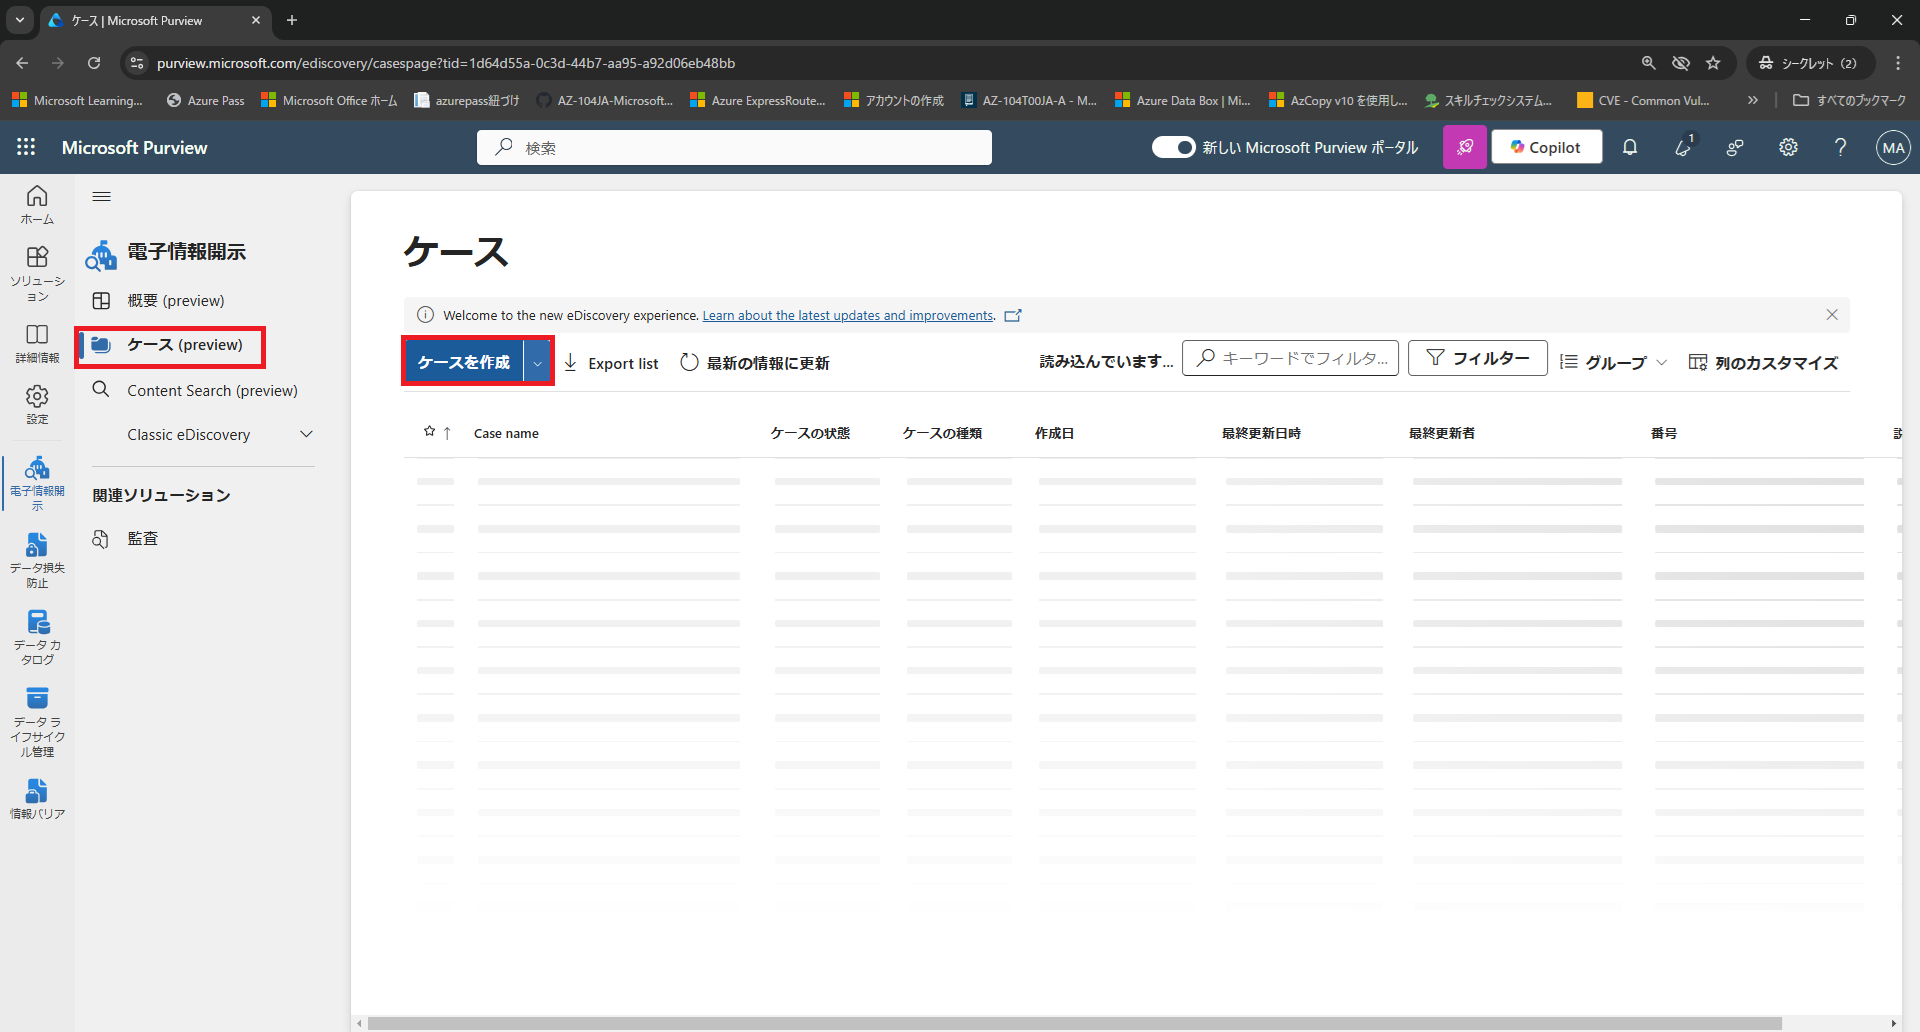 ケース | Microsoft Purview
purview.microsoft.com/ediscovery/casespage?tid=1d64d55a-0c3d-44b7-aa95-a92d06eb48bb
シークレット (2)
Microsoft Learning...
Azure Pass
Microsoft Office ホーム
azurepass紐づけ
AZ-104JA-Microsoft...
Azure ExpressRoute...
アカウントの作成
AZ-104T00JA-A - M...
Azure Data Box | Mi...
AzCopy v10 を使用し...
スキルチェックシステム...
CVE - Common Vul...
すべてのブックマーク
Microsoft Purview
検索
新しい Microsoft Purview ポータル
Copilot
1
MA
ホーム
ソリューシ
ョン
詳細情報
設定
電子情報開
示
データ損失
防止
データ カ
タログ
データ ラ
イフサイク
ル管理
情報バリア
電子情報開示
概要 (preview)
ケース (preview)
Content Search (preview)
Classic eDiscovery
関連ソリューション
監査
ケース
Welcome to the new eDiscovery experience. Learn about the latest updates and improvements.
ケースを作成
Export list
最新の情報に更新
読み込んでいます...
キーワードでフィルタ...
フィルター
グループ
列のカスタマイズ
Case name
ケースの状態
ケースの種類
作成日
最終更新日時
最終更新者
番号